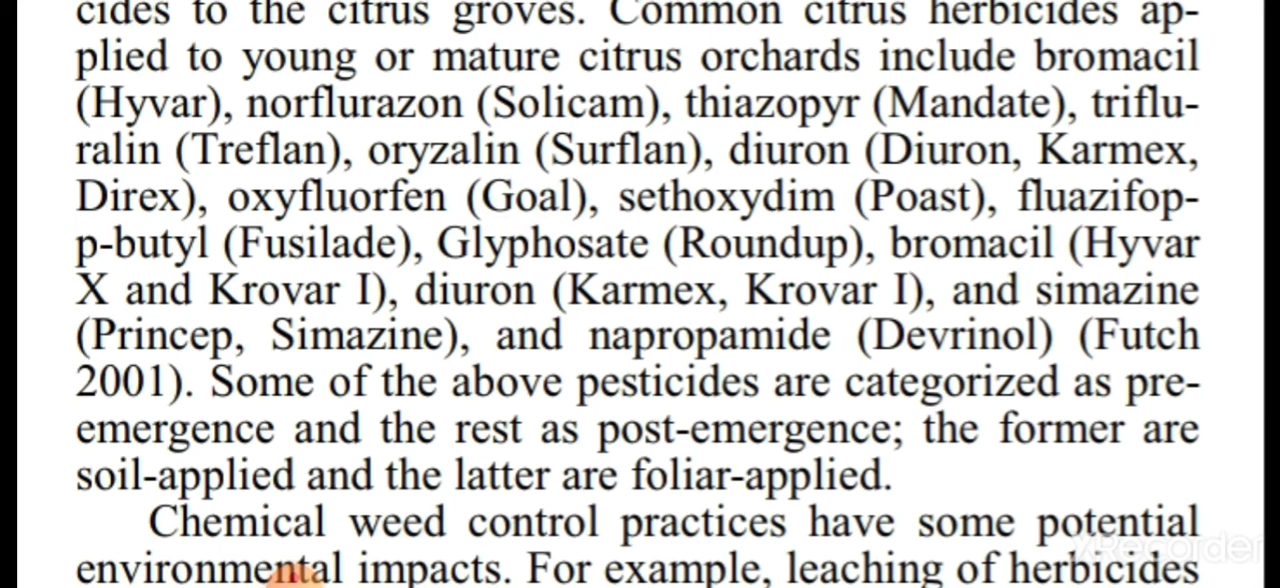 cides to the citrus groves. Common citrus herbicides ap-
plied to young or mature citrus orchards include bromacil
(Hyvar), norflurazon (Solicam), thiazopyr (Mandate), triflu-
ralin (Treflan), oryzalin (Surflan), diuron (Diuron, Karmex,
Direx), oxyfluorfen (Goal), sethoxydim (Poast), fluazifop-
p-butyl (Fusilade), Glyphosate (Roundup), bromacil (Hyvar
X and Krovar I), diuron (Karmex, Krovar I), and simazine
(Princep, Simazine), and napropamide (Devrinol) (Futch
2001). Some of the above pesticides are categorized as pre-
emergence and the rest as post-emergence; the former are
soil-applied and the latter are foliar-applied.
Chemical weed control practices have some potential
XRecorder
environmental impacts. For example, leaching of herbicides